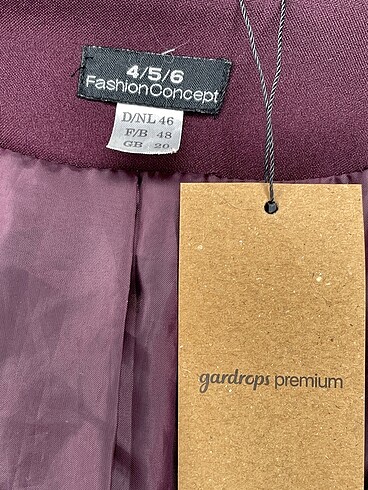 4/5/6
FashionConcept
D/NL 46
F/B 48
GB 20
gardrops premium